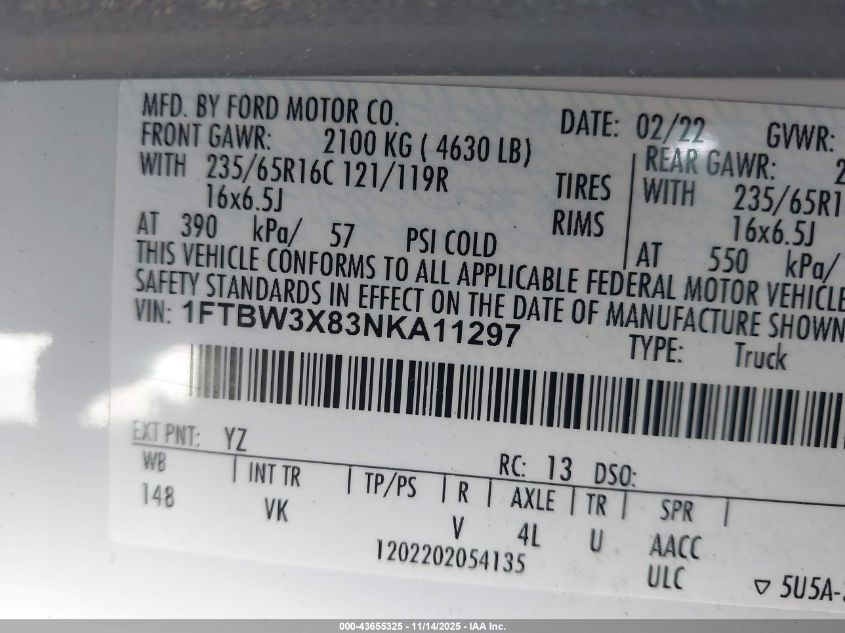 MFD. BY FORD MOTOR CO.
DATE: 02/22
GVWR:
FRONT GAWR: 2100 KG ( 4630 LB)
REAR GAWR: 2
WITH 235/65R16C 121/119R TIRES
WITH 235/65R1
16x6.5J RIMS
16x6.5J
AT 390 kPa/ 57 PSI COLD
AT 550 kPa/
THIS VEHICLE CONFORMS TO ALL APPLICABLE FEDERAL MOTOR VEHICLE
SAFETY STANDARDS IN EFFECT ON THE DATE OF MANUFACTURE SHOWN
VIN: 1FTBW3X83NKA11297
TYPE: Truck
EXT PNT: YZ
RC: 13 DSO:
WB | INT TR | TP/PS | R | AXLE | TR | SPR |
148 VK V 4L U AACC
1202202054135
ULC
▽ 5U5A-
000-43655325 - 11/14/2025 - IAA Inc.